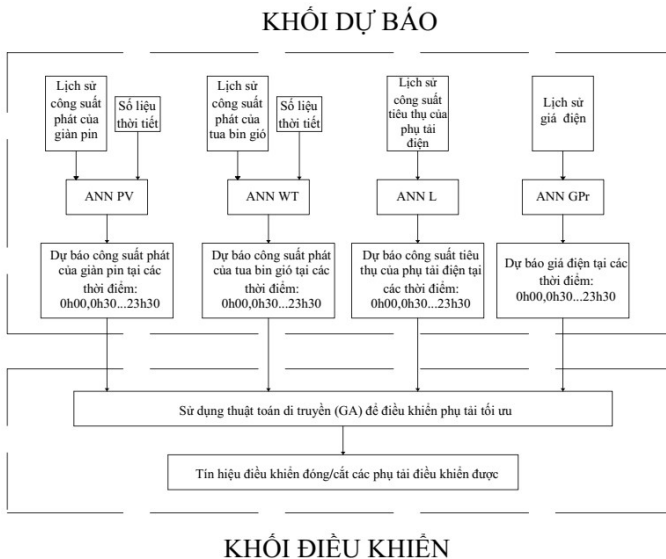 KHỐI DỰ BÁO
Lịch sử
công suất
phát của
giàn pin
Số liệu
thời tiết
Lịch sử
công suất
phát của
tua bin gió
Số liệu
thời tiết
Lịch sử
công suất
tiêu thụ của
phụ tải
điện
Lịch sử
giá điện
ANN PV
ANN WT
ANN L
ANN GPr
Dự báo công suất phát
của giàn pin tại các
thời điểm:
0h00,0h30...23h30
Dự báo công suất phát
của tua bin gió tại các
thời điểm:
0h00,0h30...23h30
Dự báo công suất tiêu
thụ của phụ tải điện tại
các thời điểm:
0h00,0h30...23h30
Dự báo giá điện tại các
thời điểm:
0h00,0h30...23h30
Sử dụng thuật toán di truyền (GA) để điều khiển phụ tải tối ưu
Tín hiệu điều khiển đóng/cắt các phụ tải điều khiển được
KHỐI ĐIỀU KHIỂN